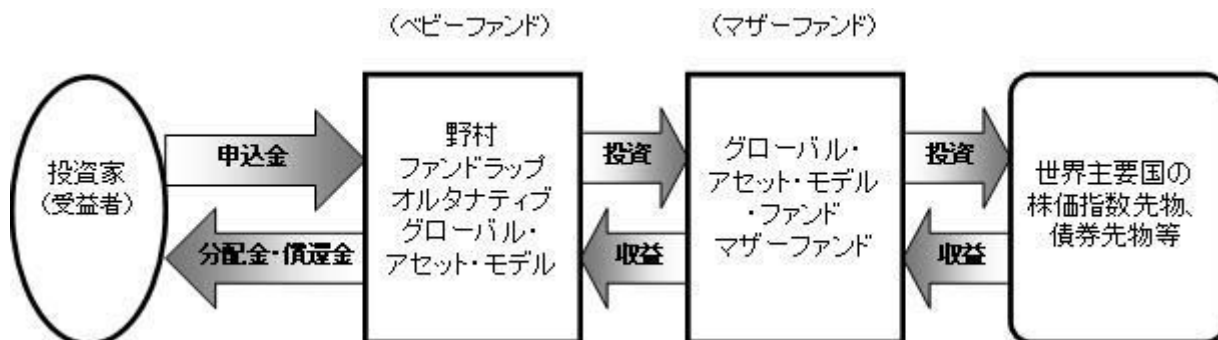 （ベビーファンド）
（マザーファンド）
投資家
（受益者）
申込金
分配金・償還金
野村
ファンドラップ
オルタナティブ
グローバル・
アセット・モデル
投資
収益
グローバル・
アセット・モデル
・ファンド
マザーファンド
投資
収益
世界主要国の
株価指数先物、
債券先物等